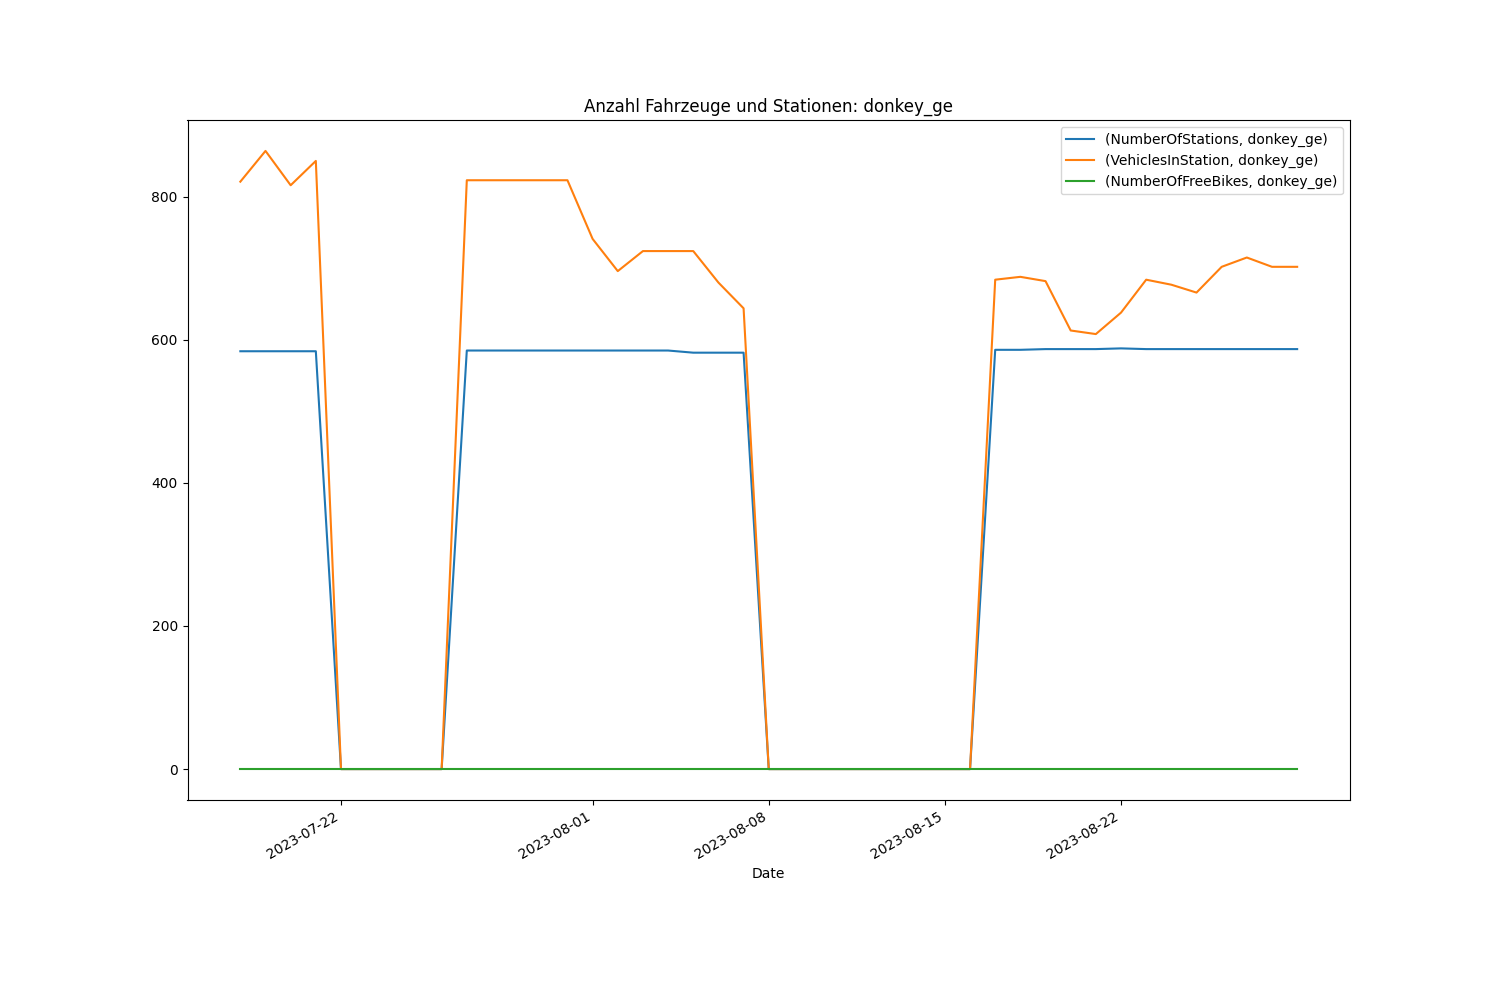 Anzahl Fahrzeuge und Stationen: donkey_ge
(NumberOfStations, donkey_ge)
(VehiclesInStation, donkey_ge)
(NumberOfFreeBikes, donkey_ge)
800
600
400
200
0
2023-07-22
2023-08-01
2023-08-08
2023-08-15
2023-08-22
Date